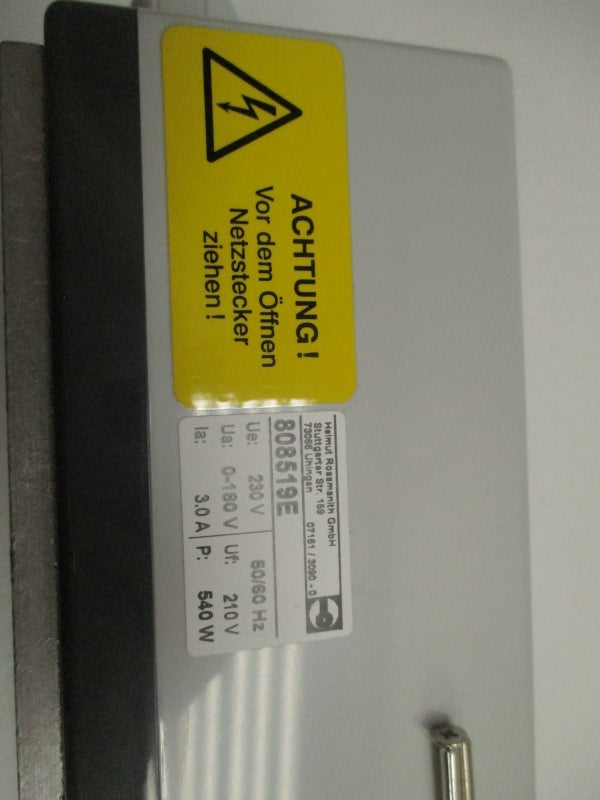 ACHTUNG!
Vor dem Öffnen
Netzstecker
ziehen!
Helmut Rossmanith GmbH
Stuttgarter Str. 159
73066 Uhingen 07161 / 3090 - 0
808519E
Ue: 230 V 50/60 Hz
Ua: 0-180 V Uf: 210 V
Ia: 3.0 A P: 540 W